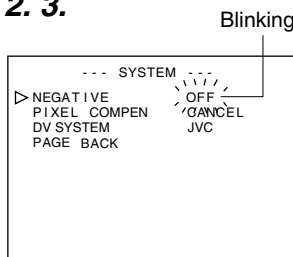 2. 3.
Blinking
--- SYSTEM ---
NEGATIVE OFF
PIXEL COMPEN CANCEL
DV SYSTEM JVC
PAGE BACK